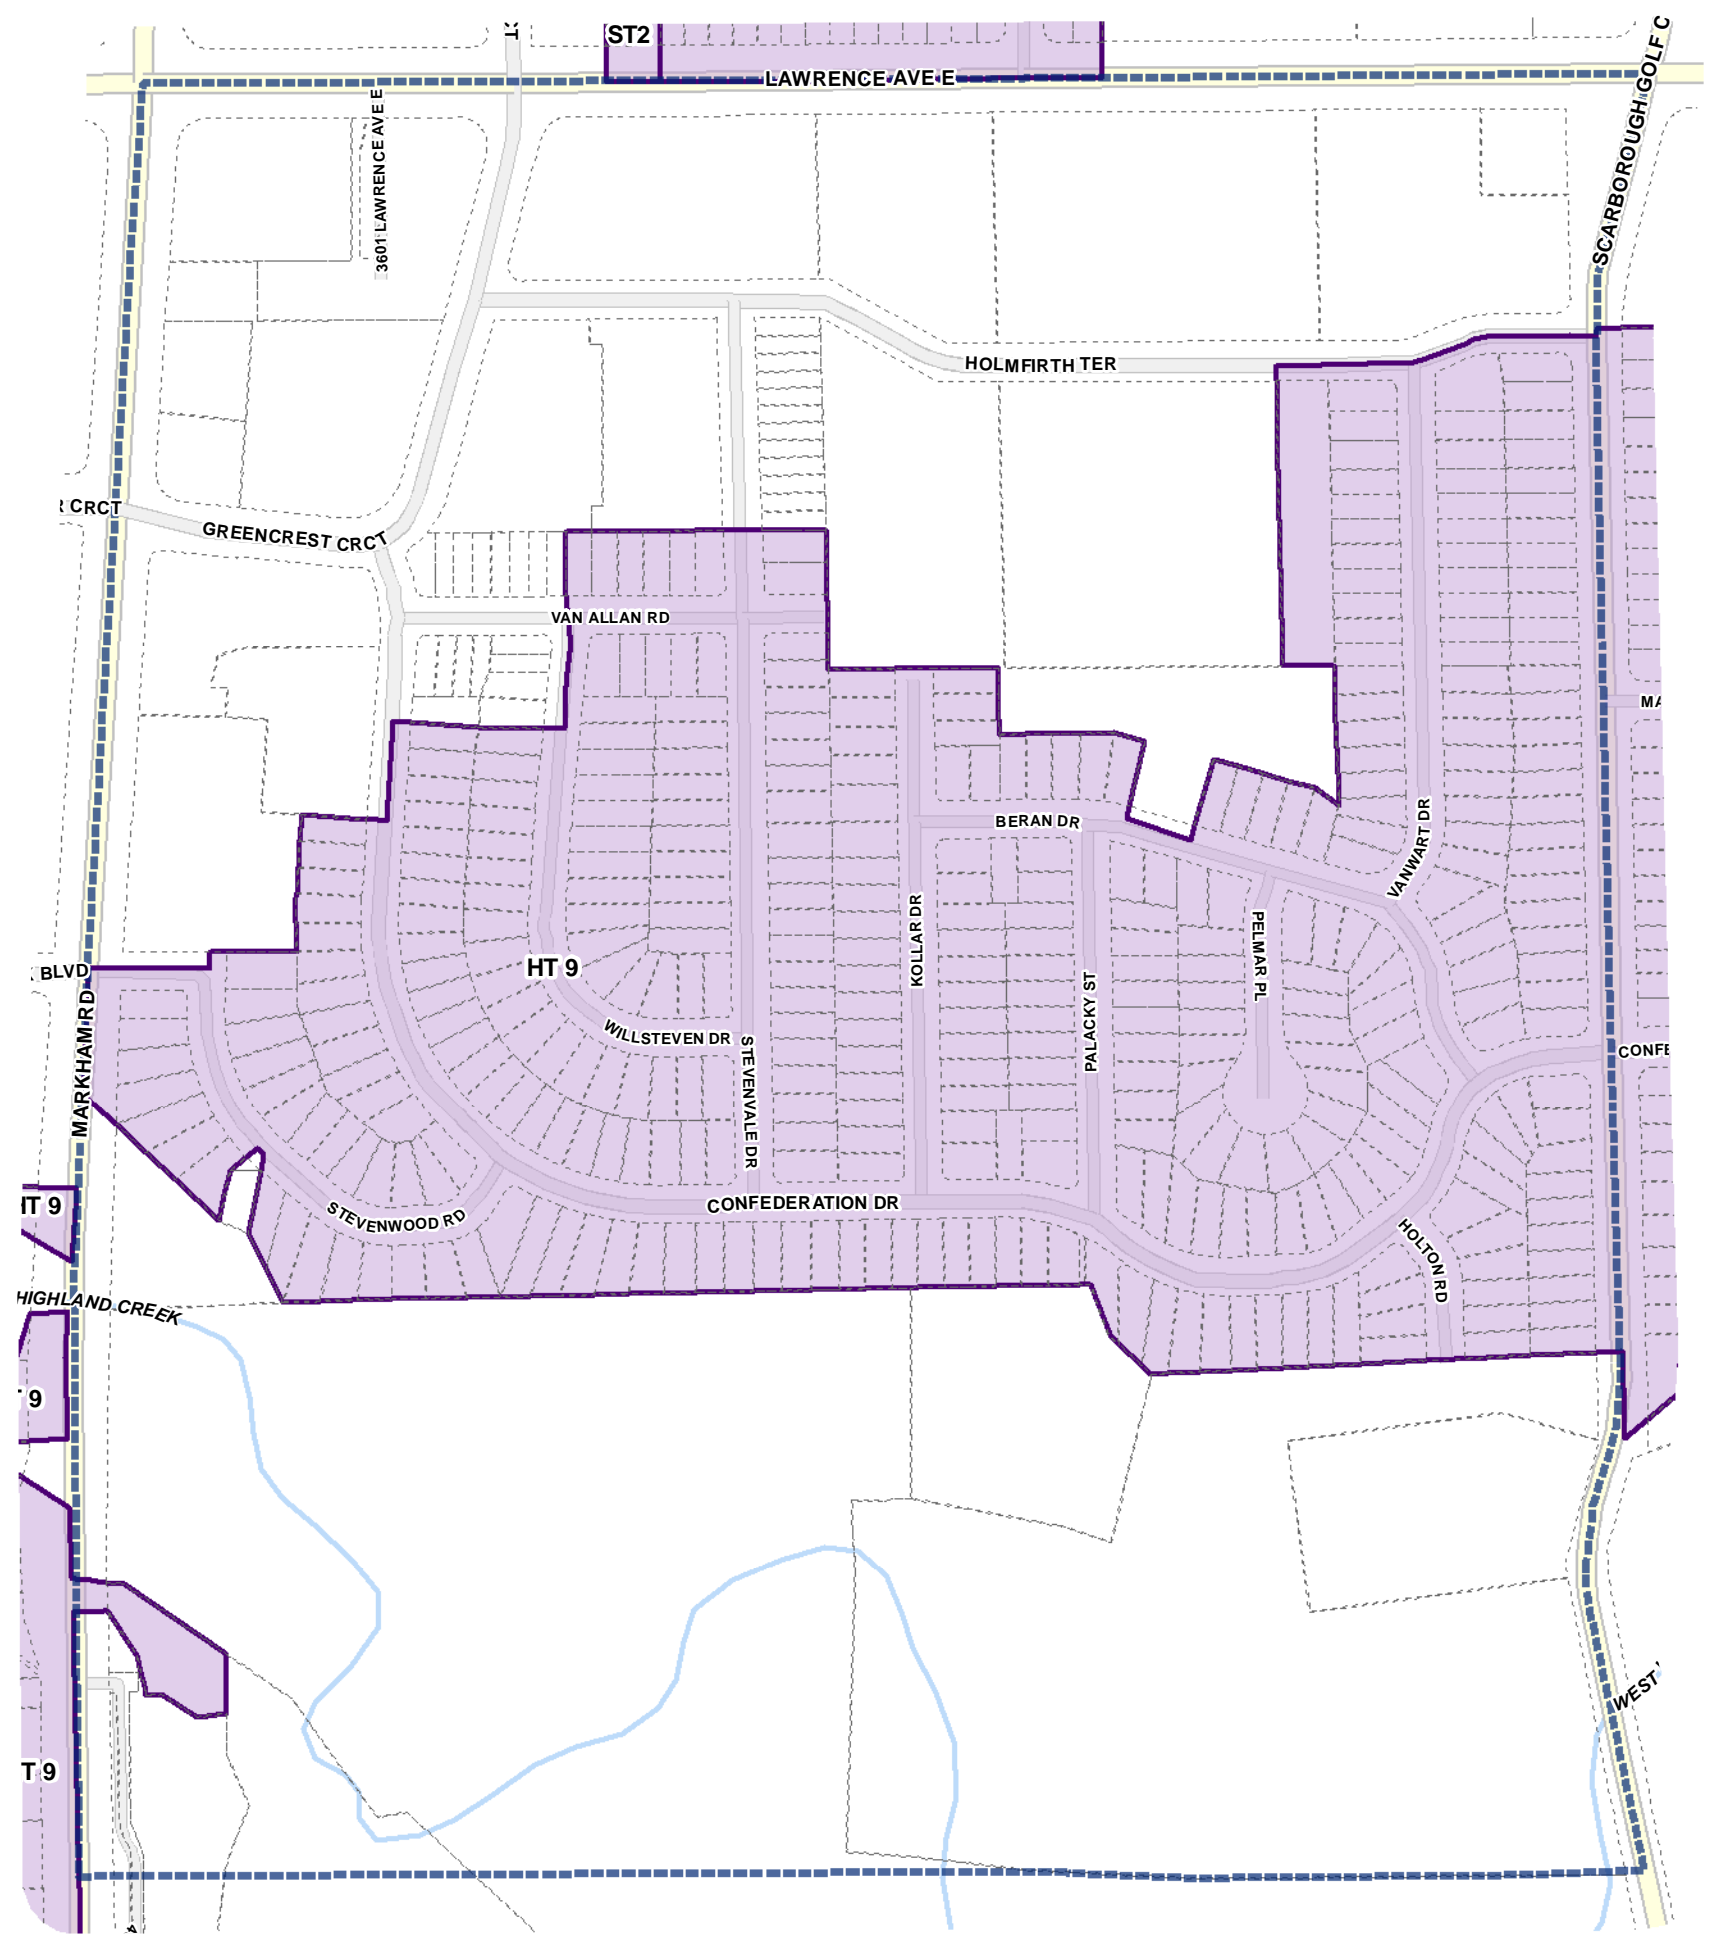 ST2
LAWRENCE AVE E
SCARBOROUGH GOLF C
3601 LAWRENCE AVE E
HOLMFIRTH TER
CRCT
GREENCREST CRCT
VAN ALLAN RD
MA
BERAN DR
VANWART DR
KOLLAR DR
PELMAR PL
HT 9
BLVD
PALACKY ST
MARKHAM RD
WILLSTEVEN DR
STEVENVALE DR
CONFE
HT 9
STEVENWOOD RD
CONFEDERATION DR
HOLTON RD
HIGHLAND CREEK
T 9
WEST
T 9